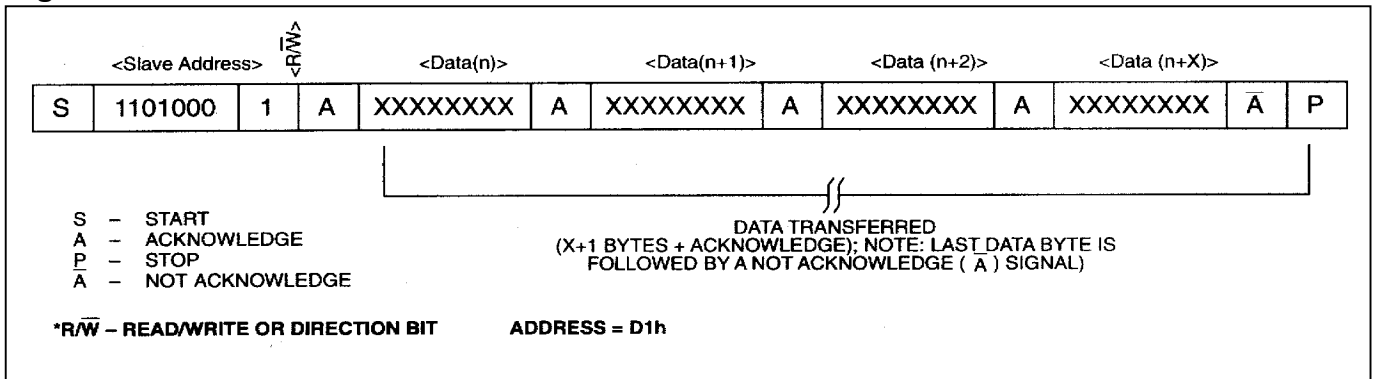 <Slave Address> <R/W̅> <Data(n)> <Data(n+1)> <Data (n+2)> <Data (n+X)>
S 1101000 1 A XXXXXXXX A XXXXXXXX A XXXXXXXX A XXXXXXXX A̅ P
S – START
A – ACKNOWLEDGE
P – STOP
A̅ – NOT ACKNOWLEDGE
DATA TRANSFERRED
(X+1 BYTES + ACKNOWLEDGE); NOTE: LAST DATA BYTE IS
FOLLOWED BY A NOT ACKNOWLEDGE ( A̅ ) SIGNAL)
*R/W̅ – READ/WRITE OR DIRECTION BIT ADDRESS = D1h